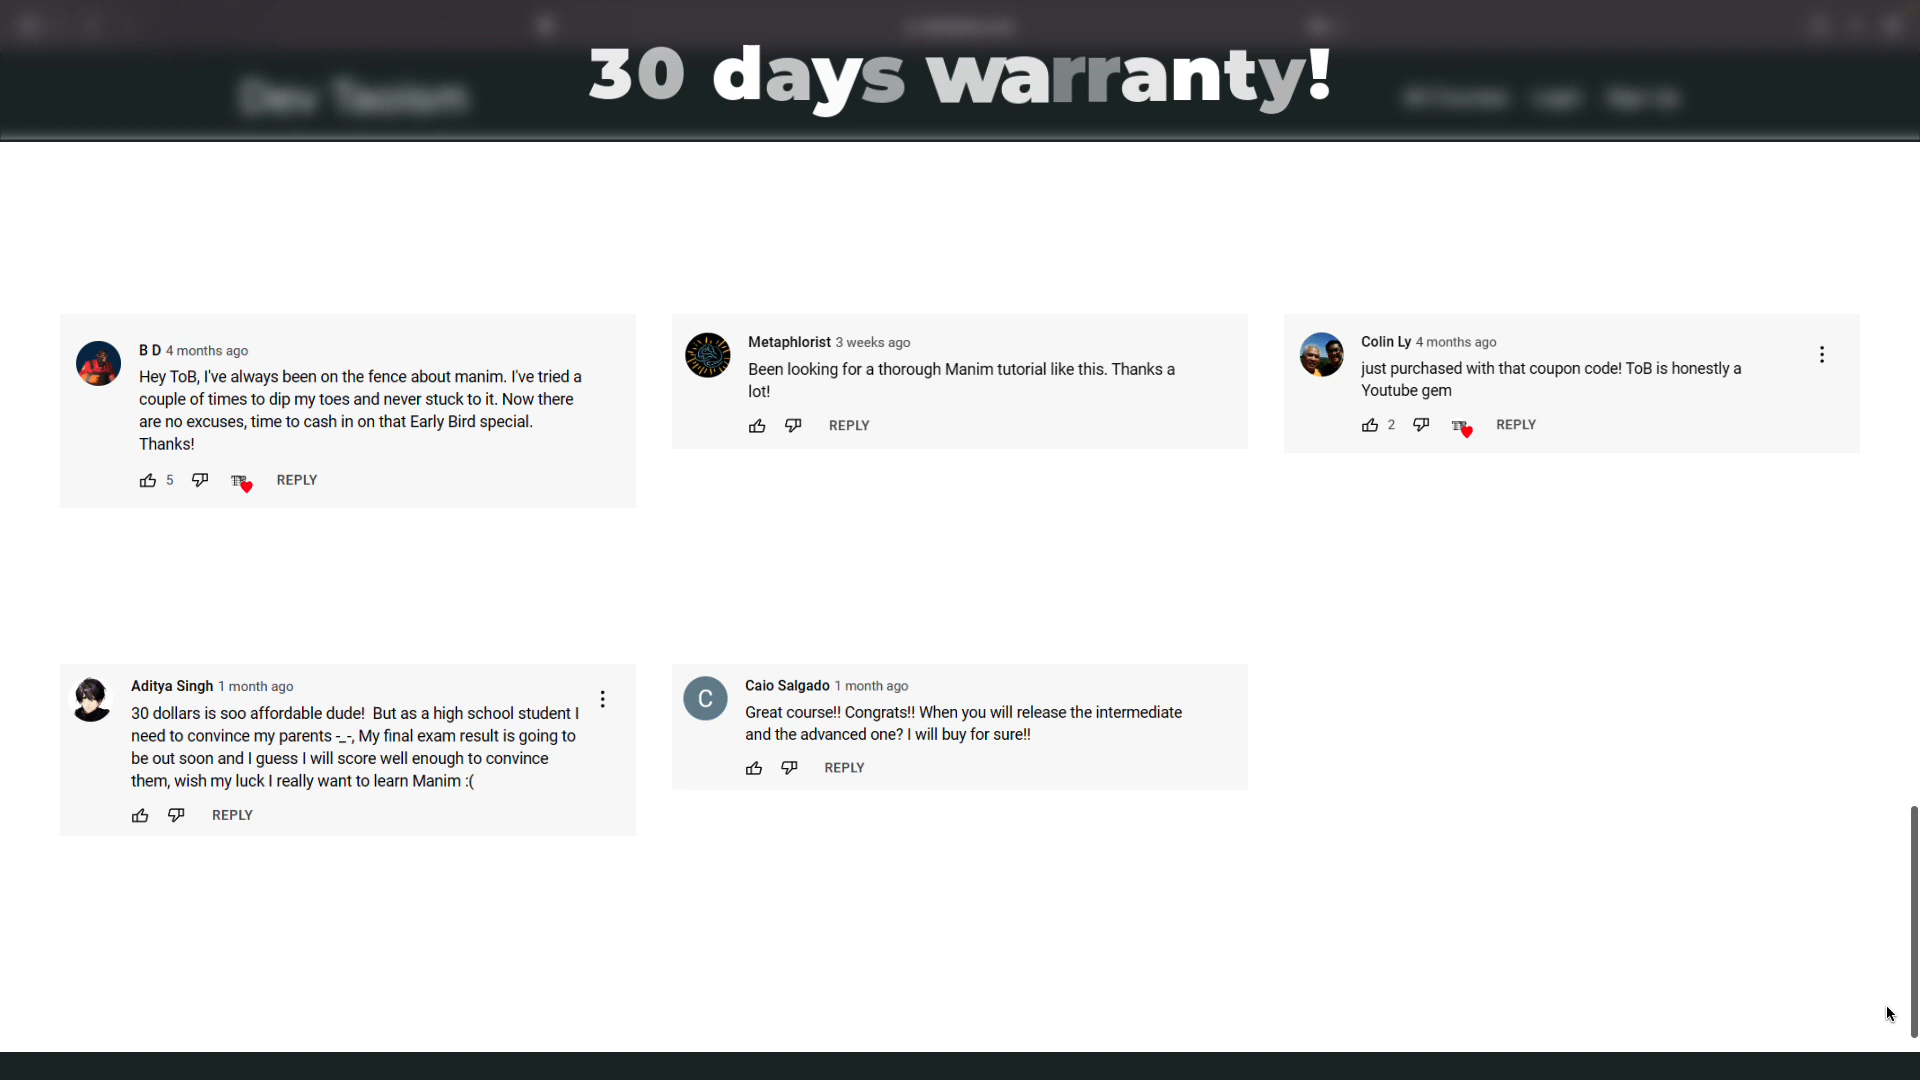 30 days warranty!
Dev Taoism
All Courses Login Sign Up
B D 4 months ago
Hey ToB, I've always been on the fence about manim. I've tried a
couple of times to dip my toes and never stuck to it. Now there
are no excuses, time to cash in on that Early Bird special.
Thanks!
5 REPLY
Metaphlorist 3 weeks ago
Been looking for a thorough Manim tutorial like this. Thanks a
lot!
REPLY
Colin Ly 4 months ago
just purchased with that coupon code! ToB is honestly a
Youtube gem
2 REPLY
Aditya Singh 1 month ago
30 dollars is soo affordable dude!  But as a high school student I
need to convince my parents -_-, My final exam result is going to
be out soon and I guess I will score well enough to convince
them, wish my luck I really want to learn Manim :(
REPLY
C
Caio Salgado 1 month ago
Great course!! Congrats!! When you will release the intermediate
and the advanced one? I will buy for sure!!
REPLY